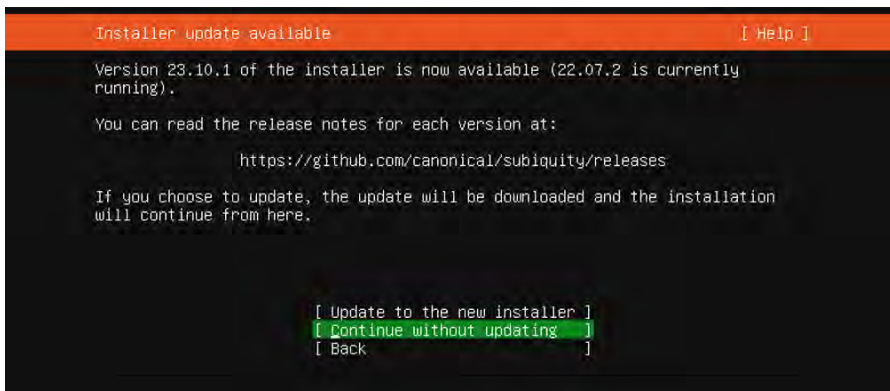 Installer update available [ Help ]
Version 23.10.1 of the installer is now available (22.07.2 is currently
running).
You can read the release notes for each version at:
https://github.com/canonical/subiquity/releases
If you choose to update, the update will be downloaded and the installation
will continue from here.
[ Update to the new installer ]
[ Continue without updating ]
[ Back ]